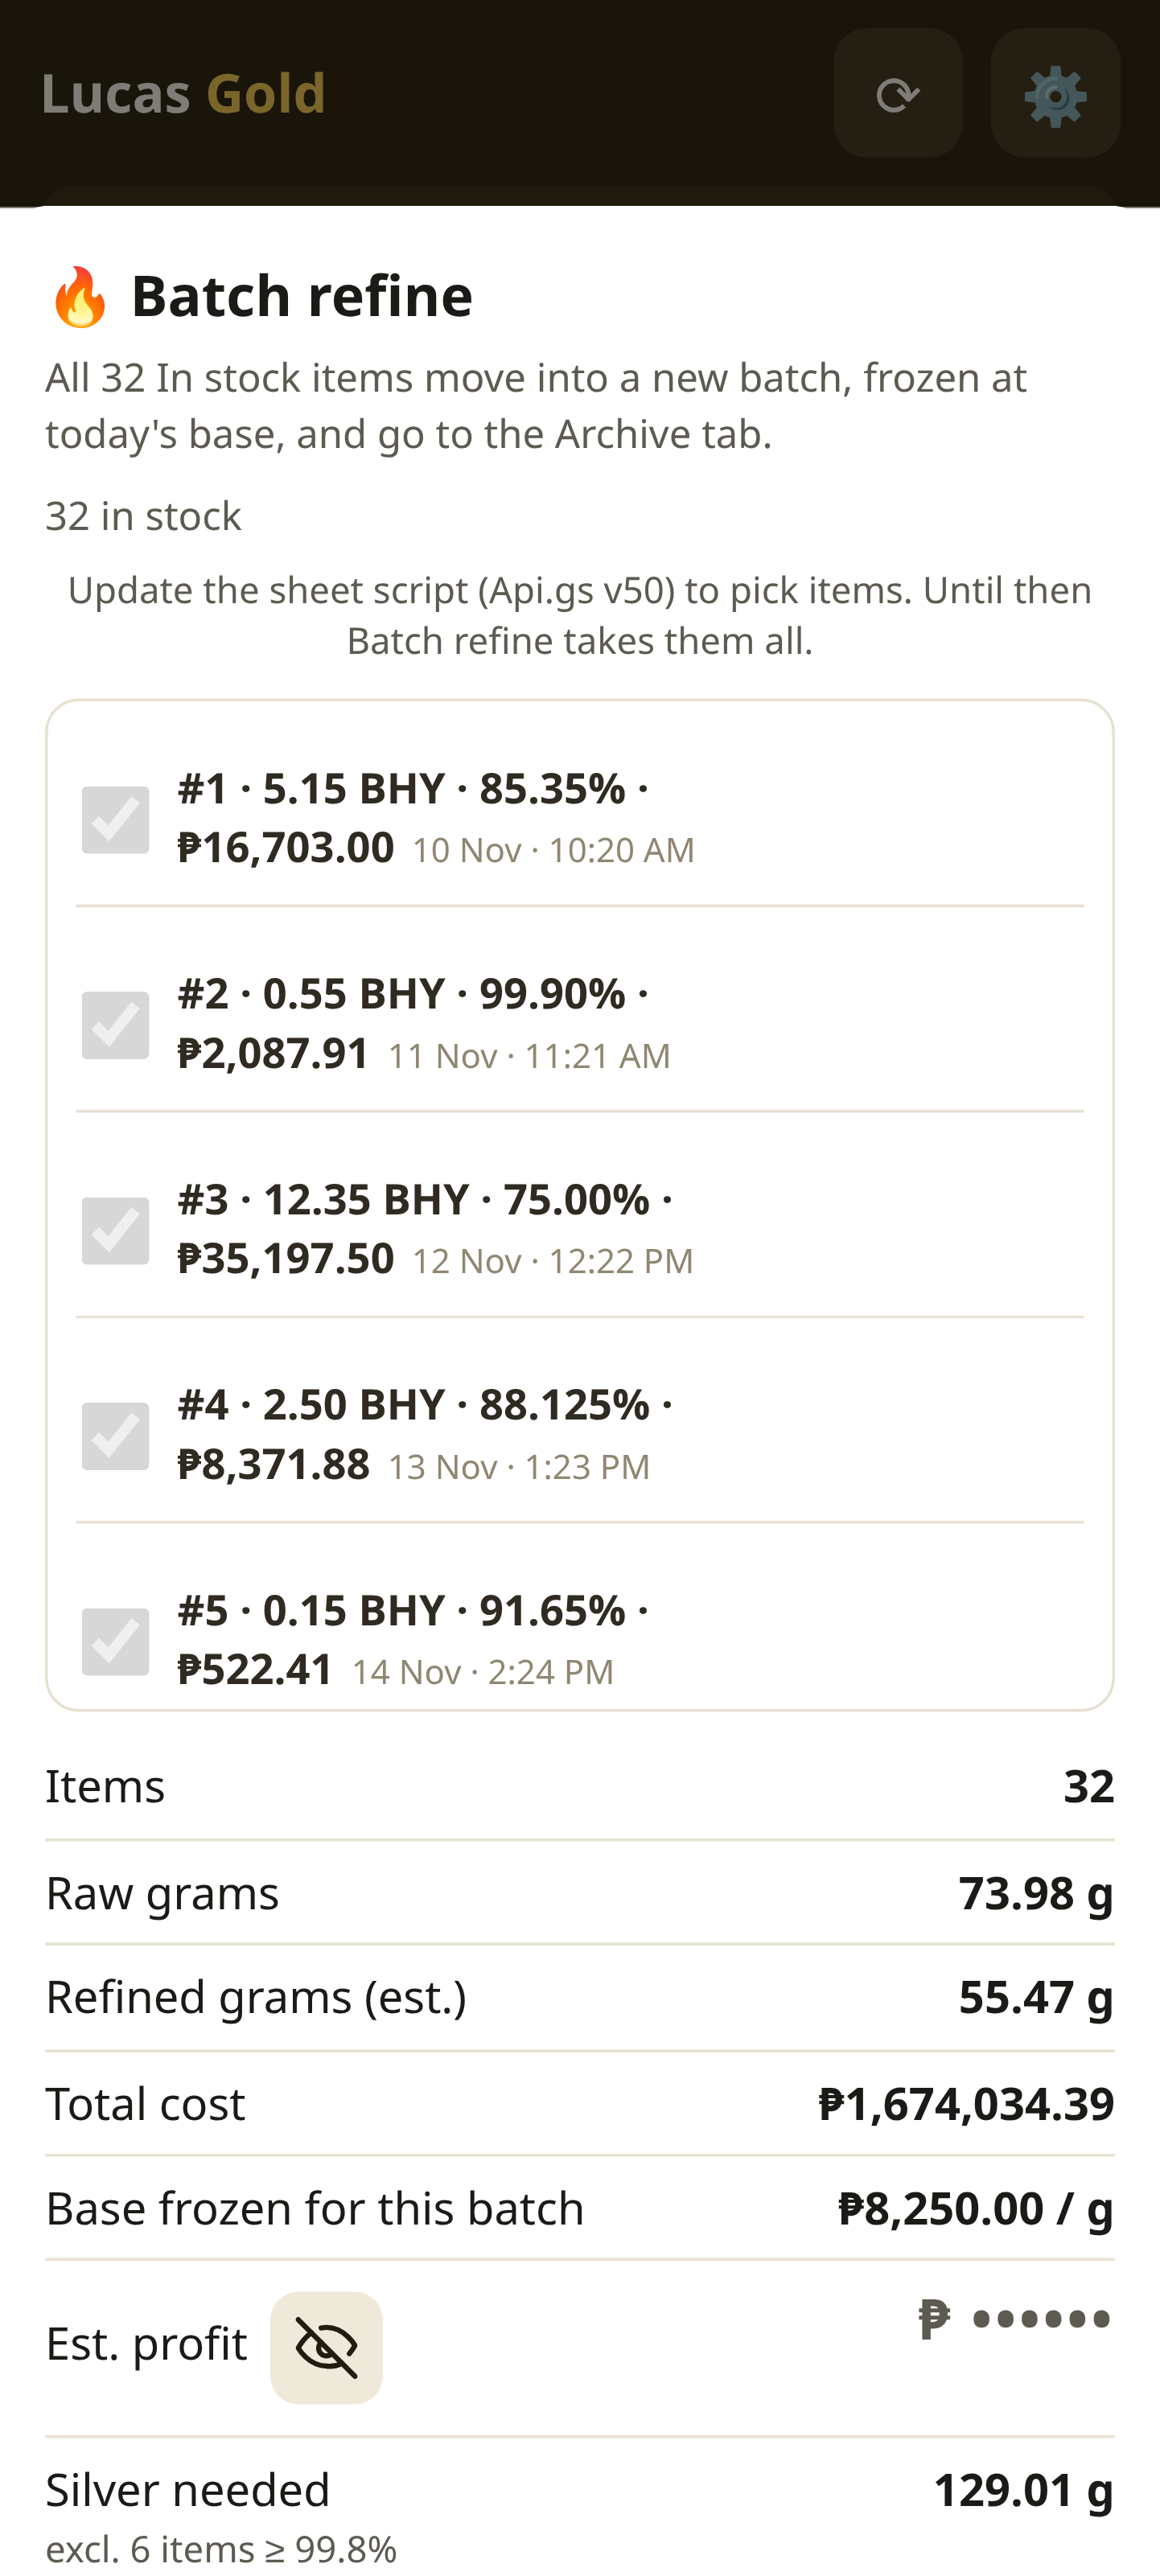 Lucas Gold
🔥 Batch refine
All 32 In stock items move into a new batch, frozen at
today's base, and go to the Archive tab.
32 in stock
Update the sheet script (Api.gs v50) to pick items. Until then
Batch refine takes them all.
#1 · 5.15 BHY · 85.35% ·
₱16,703.00 10 Nov · 10:20 AM
#2 · 0.55 BHY · 99.90% ·
₱2,087.91 11 Nov · 11:21 AM
#3 · 12.35 BHY · 75.00% ·
₱35,197.50 12 Nov · 12:22 PM
#4 · 2.50 BHY · 88.125% ·
₱8,371.88 13 Nov · 1:23 PM
#5 · 0.15 BHY · 91.65% ·
₱522.41 14 Nov · 2:24 PM
Items 32
Raw grams 73.98 g
Refined grams (est.) 55.47 g
Total cost ₱1,674,034.39
Base frozen for this batch ₱8,250.00 / g
Est. profit ₱ ••••••
Silver needed 129.01 g
excl. 6 items ≥ 99.8%